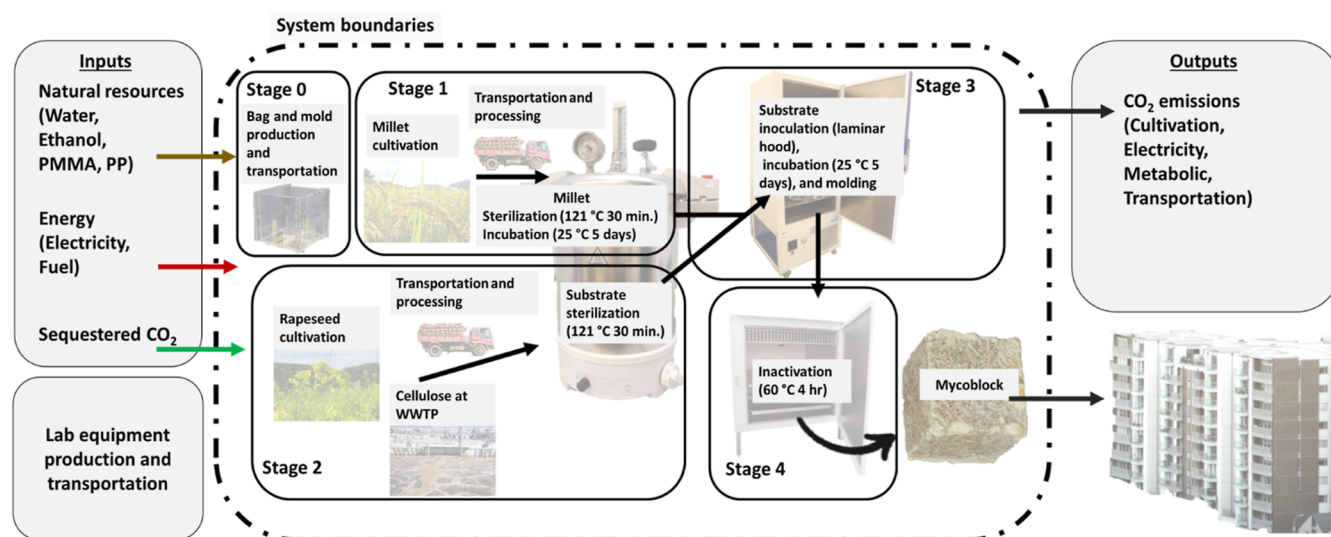 System boundaries
Inputs
Natural resources
(Water,
Ethanol,
PMMA, PP)
Energy
(Electricity,
Fuel)
Sequestered CO₂
Lab equipment
production and
transportation
Stage 0
Bag and mold
production
and
transportation
Stage 1
Millet
cultivation
Transportation and
processing
Millet
Sterilization (121 °C 30 min.)
Incubation (25 °C 5 days)
Stage 2
Rapeseed
cultivation
Transportation and
processing
Cellulose at
WWTP
Substrate
sterilization
(121 °C 30 min.)
Stage 3
Substrate
inoculation (laminar
hood),
incubation (25 °C 5
days), and molding
Stage 4
Inactivation
(60 °C 4 hr)
Mycoblock
Outputs
CO₂ emissions
(Cultivation,
Electricity,
Metabolic,
Transportation)